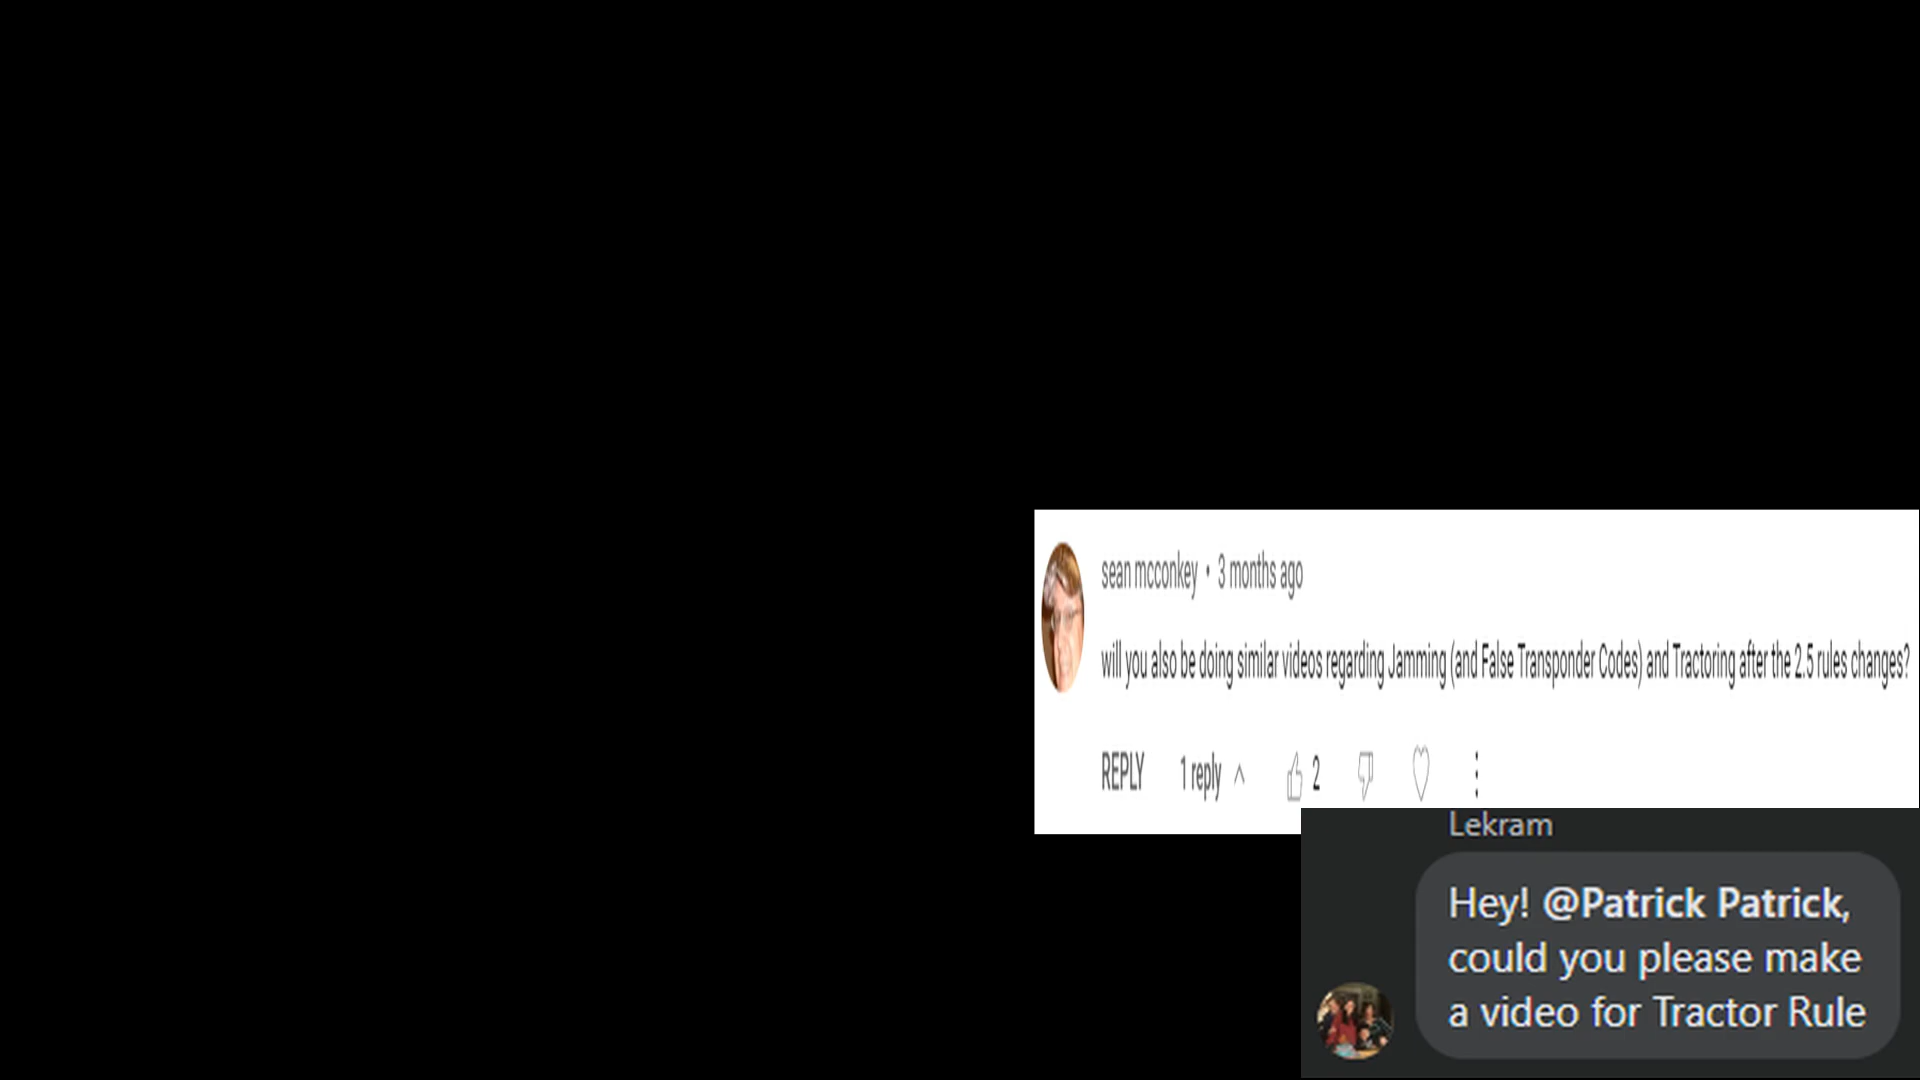 sean mcconkey • 3 months ago
will you also be doing similar videos regarding Jamming (and False Transponder Codes) and Tractoring after the 2.5 rules changes?
REPLY 1 reply 2
Lekram
Hey! @Patrick Patrick,
could you please make
a video for Tractor Rule